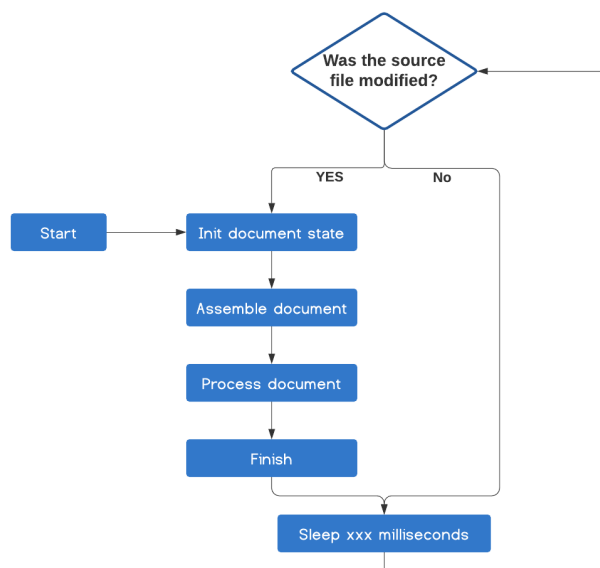 Was the source
file modified?
YES
No
Start
Init document state
Assemble document
Process document
Finish
Sleep xxx milliseconds